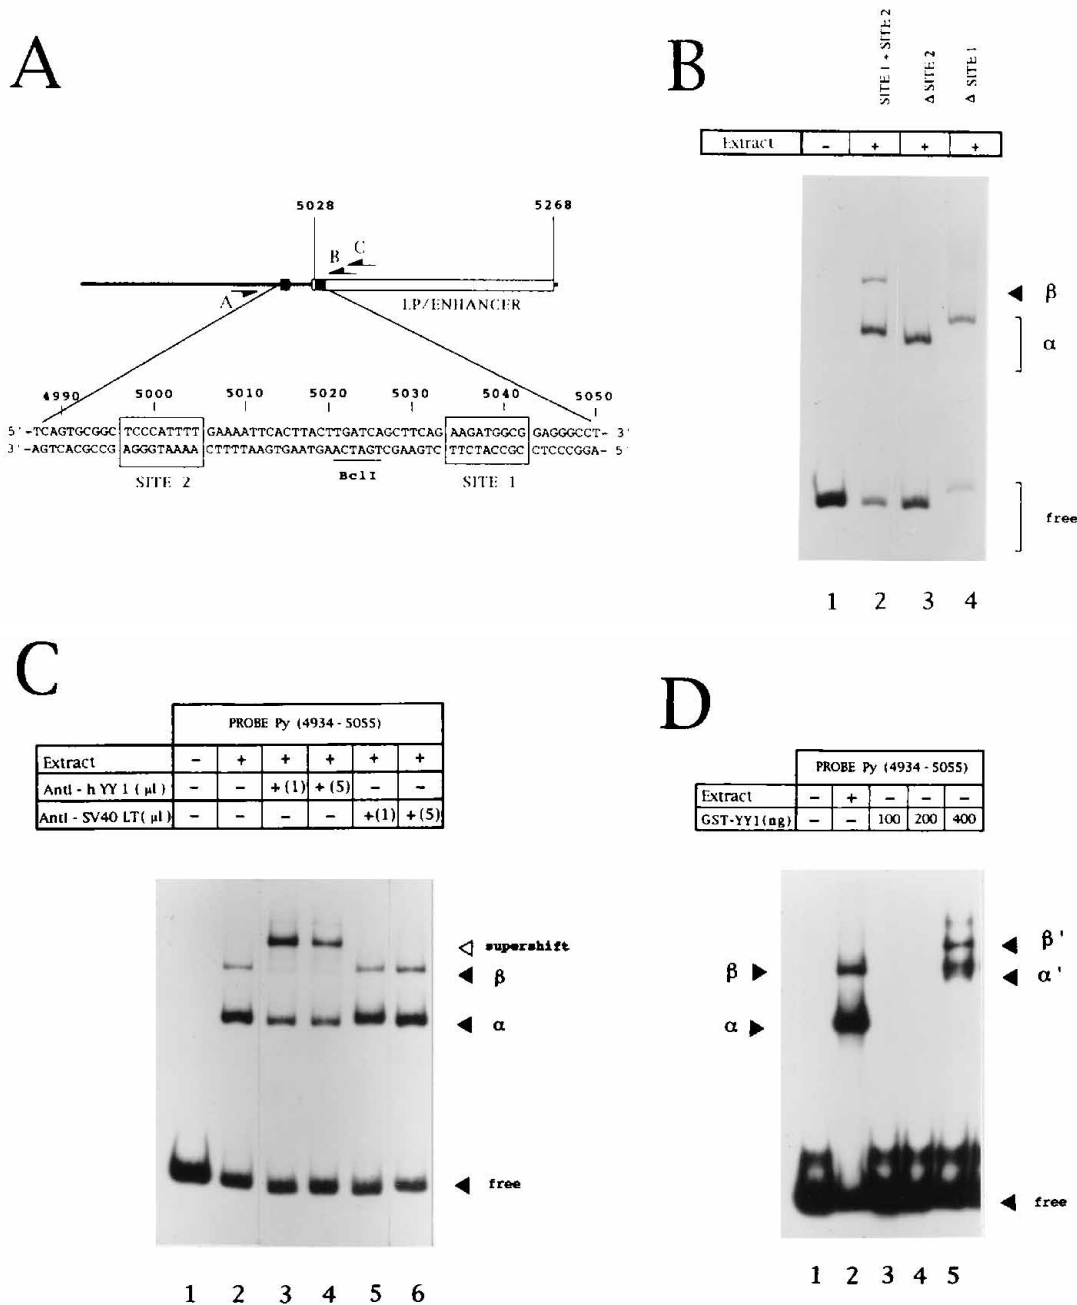 A
5028
5268
B
C
A
LP/ENHANCER
4990 5000 5010 5020 5030 5040 5050
5'-TCAGTGCGGC TCCCATTTT GAAAATTCACTTACTTGATCAGCTTCAG AAGATGGCG GAGGGCCT- 3'
3'-AGTCACGCCG AGGGTAAAA CTTTTAAGTGAATGAACTAGTCGAAGTC TTCTACCGC CTCCCGGA- 5'
SITE 2
BclI
SITE 1
B
SITE 1 + SITE 2
Δ SITE 2
Δ SITE 1
Extract - + + +
β
α
free
1 2 3 4
C
PROBE Py (4934 - 5055)
Extract – + + + + +
Anti - h YY 1 ( µl ) – – + (1) + (5) – –
Anti - SV40 LT( µl ) – – – – +(1) + (5)
supershift
β
α
free
1 2 3 4 5 6
D
PROBE Py (4934 - 5055)
Extract – + – – –
GST-YY1(ng) – – 100 200 400
β
α
β'
α'
free
1 2 3 4 5